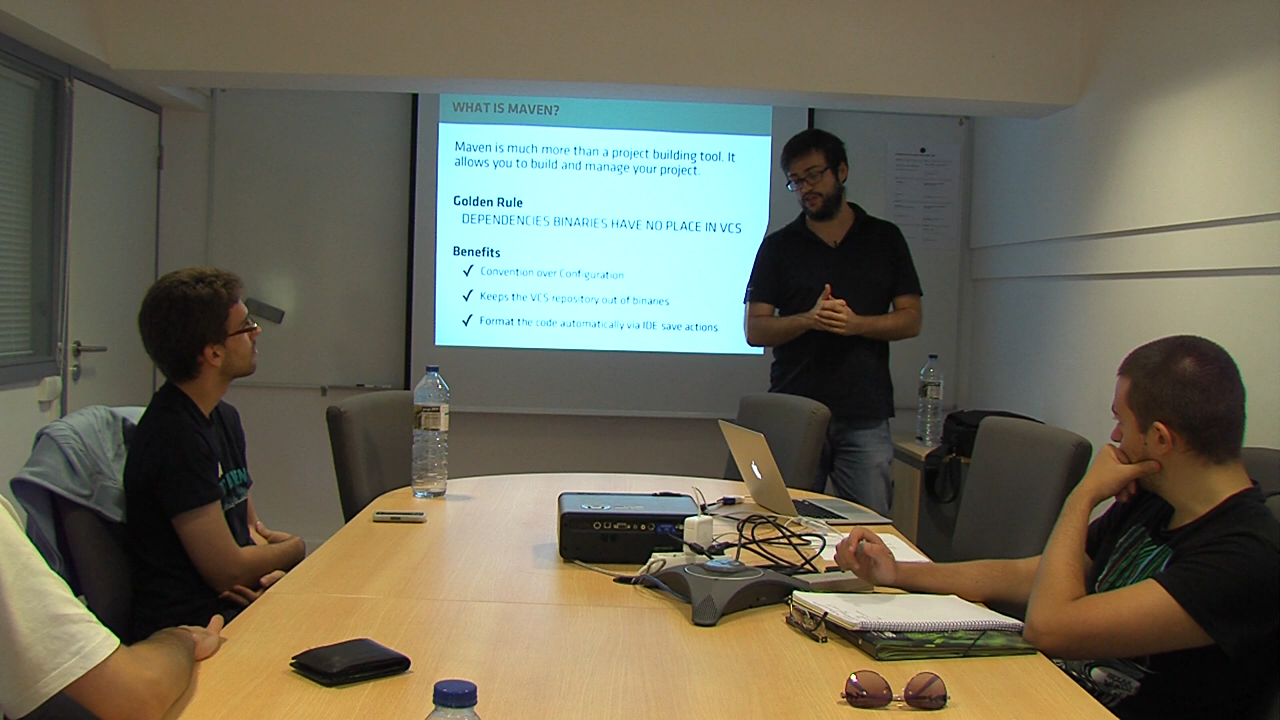 WHAT IS MAVEN?
Maven is much more than a project building tool. It
allows you to build and manage your project.
Golden Rule
DEPENDENCIES BINARIES HAVE NO PLACE IN VCS
Benefits
✓ Convention over Configuration
✓ Keeps the VCS repository out of binaries
✓ Format the code automatically via IDE save actions